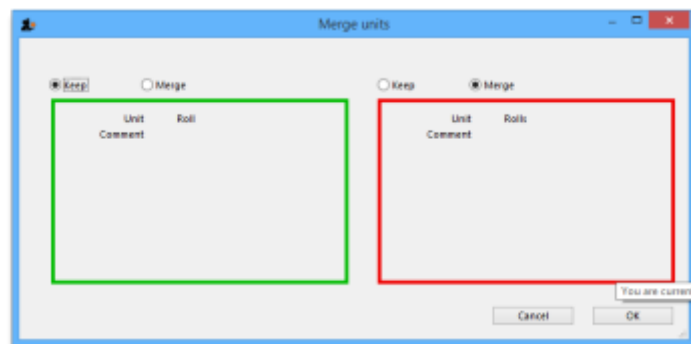 Merge units
Keep Merge Keep Merge
Unit Roll
Comment
Unit Rolls
Comment
You are curren
Cancel OK